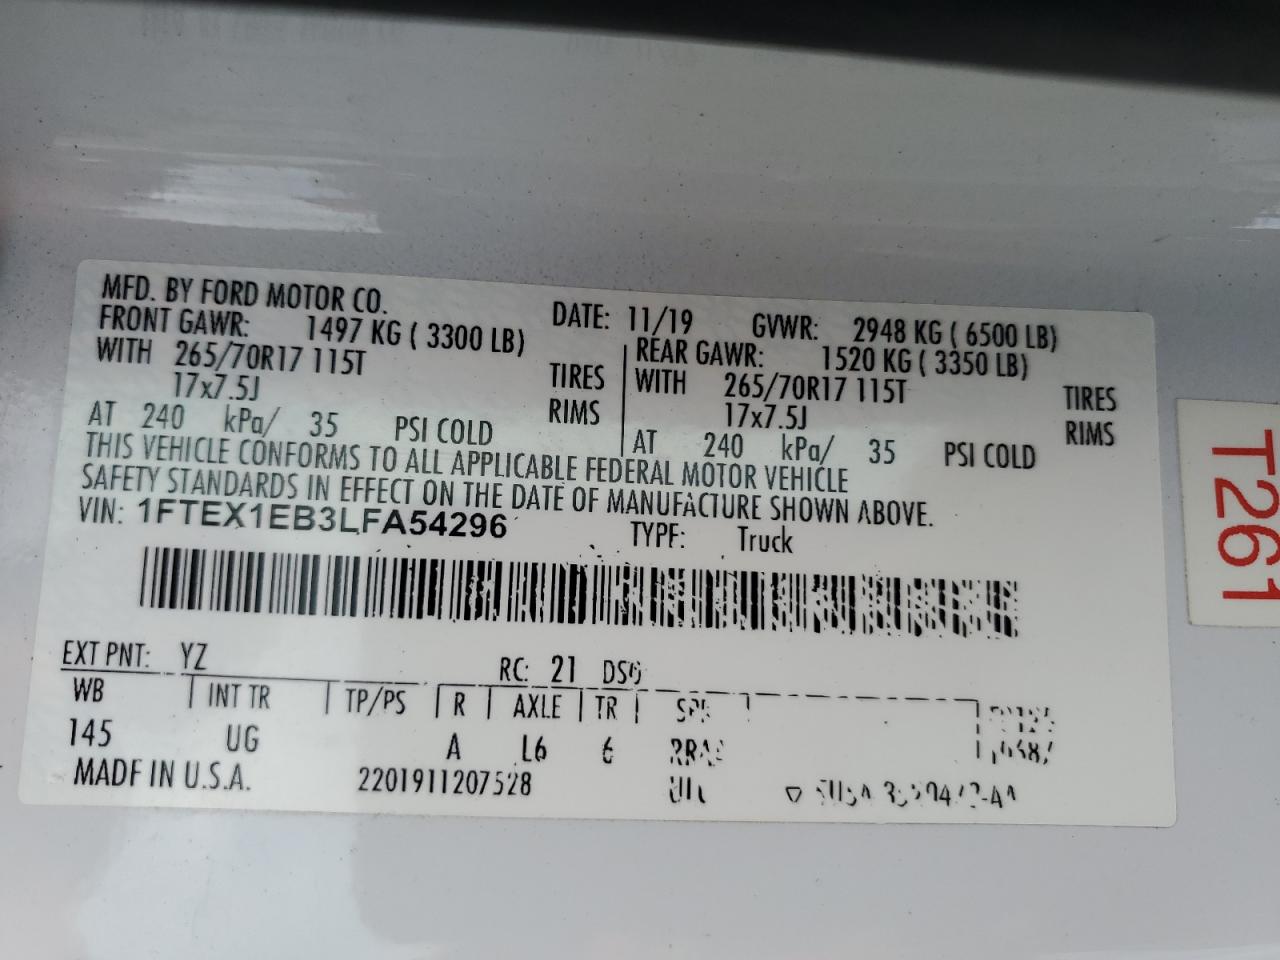 MFD. BY FORD MOTOR CO.
DATE: 11/19 GVWR: 2948 KG ( 6500 LB)
FRONT GAWR: 1497 KG ( 3300 LB)
WITH 265/70R17 115T TIRES
17x7.5J RIMS
AT 240 kPa/ 35 PSI COLD
REAR GAWR: 1520 KG ( 3350 LB)
WITH 265/70R17 115T TIRES
17x7.5J RIMS
AT 240 kPa/ 35 PSI COLD
THIS VEHICLE CONFORMS TO ALL APPLICABLE FEDERAL MOTOR VEHICLE
SAFETY STANDARDS IN EFFECT ON THE DATE OF MANUFACTURE SHOWN ABOVE.
VIN: 1FTEX1EB3LFA54296 TYPE: Truck
EXT PNT: YZ RC: 21
WB INT TR TP/PS R AXLE TR
145 UG A L6 6
MADE IN U.S.A. 2201911207528
T261